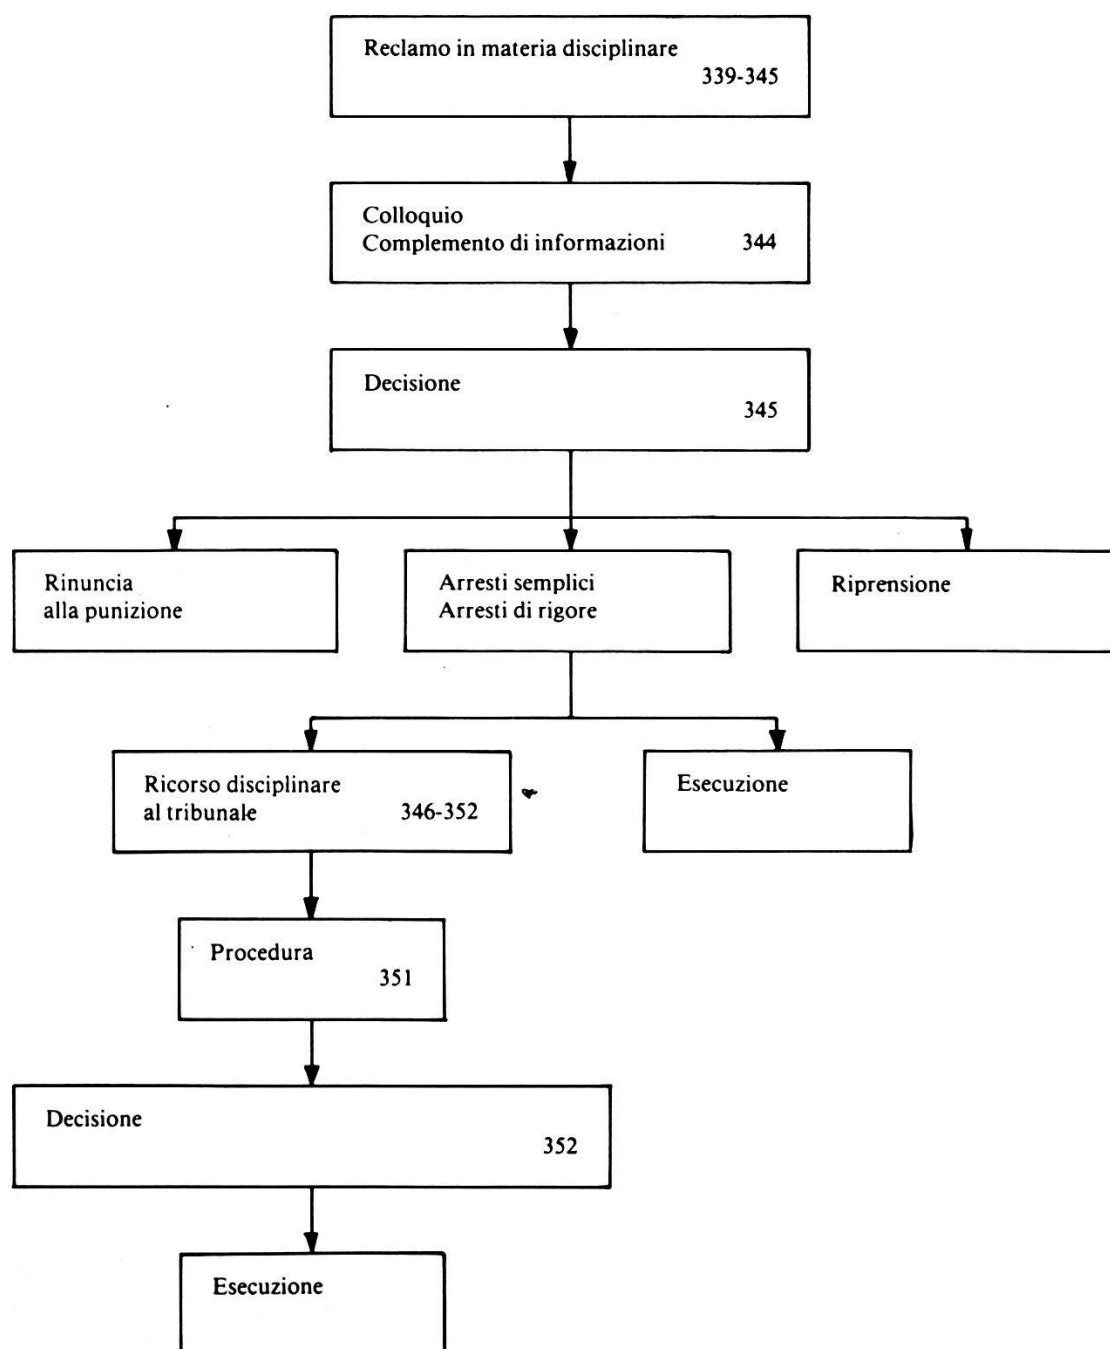 Reclamo in materia disciplinare
339-345
Colloquio
Complemento di informazioni 344
Decisione
345
Rinuncia
alla punizione
Arresti semplici
Arresti di rigore
Riprensione
Ricorso disciplinare
al tribunale 346-352
Esecuzione
Procedura
351
Decisione
352
Esecuzione